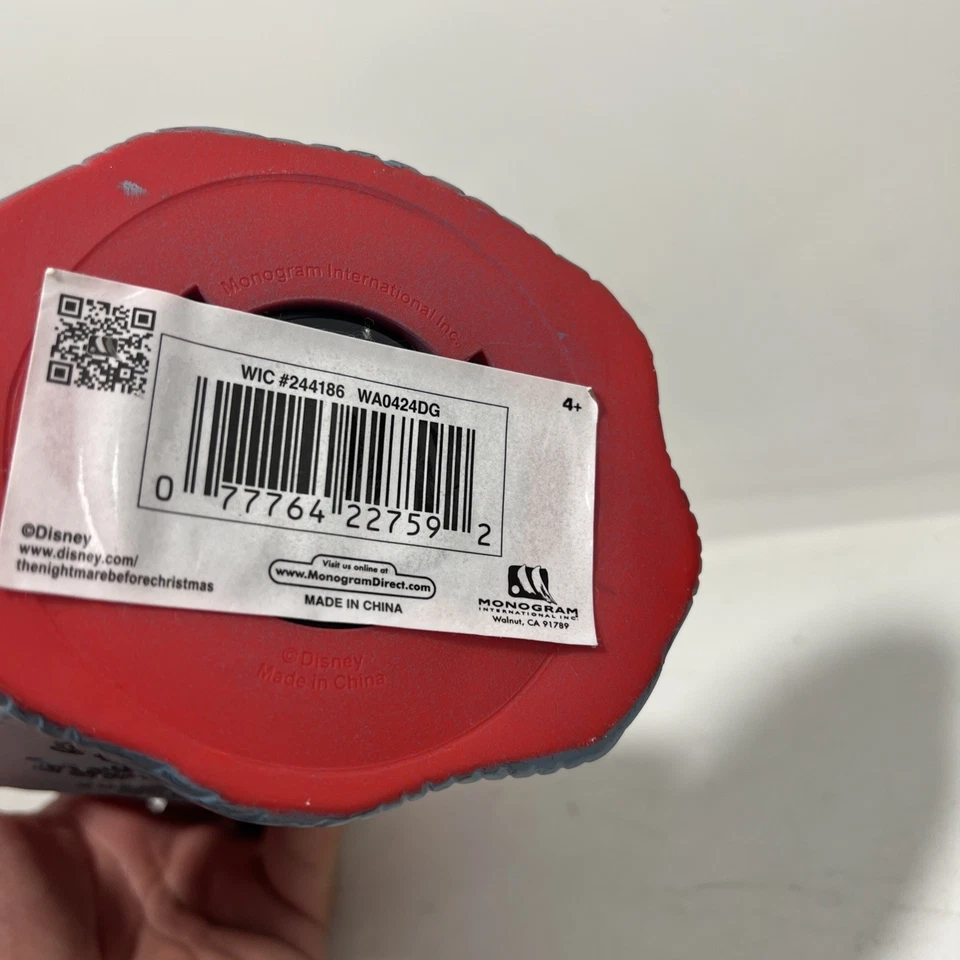 Monogram International Inc.
WIC #244186 WA0424DG
4+
0 77764 22759 2
©Disney
www.disney.com/
thenightmarebeforechristmas
Visit us online at
www.MonogramDirect.com
MADE IN CHINA
MONOGRAM
INTERNATIONAL INC.
Walnut, CA 91789
©Disney
Made in China